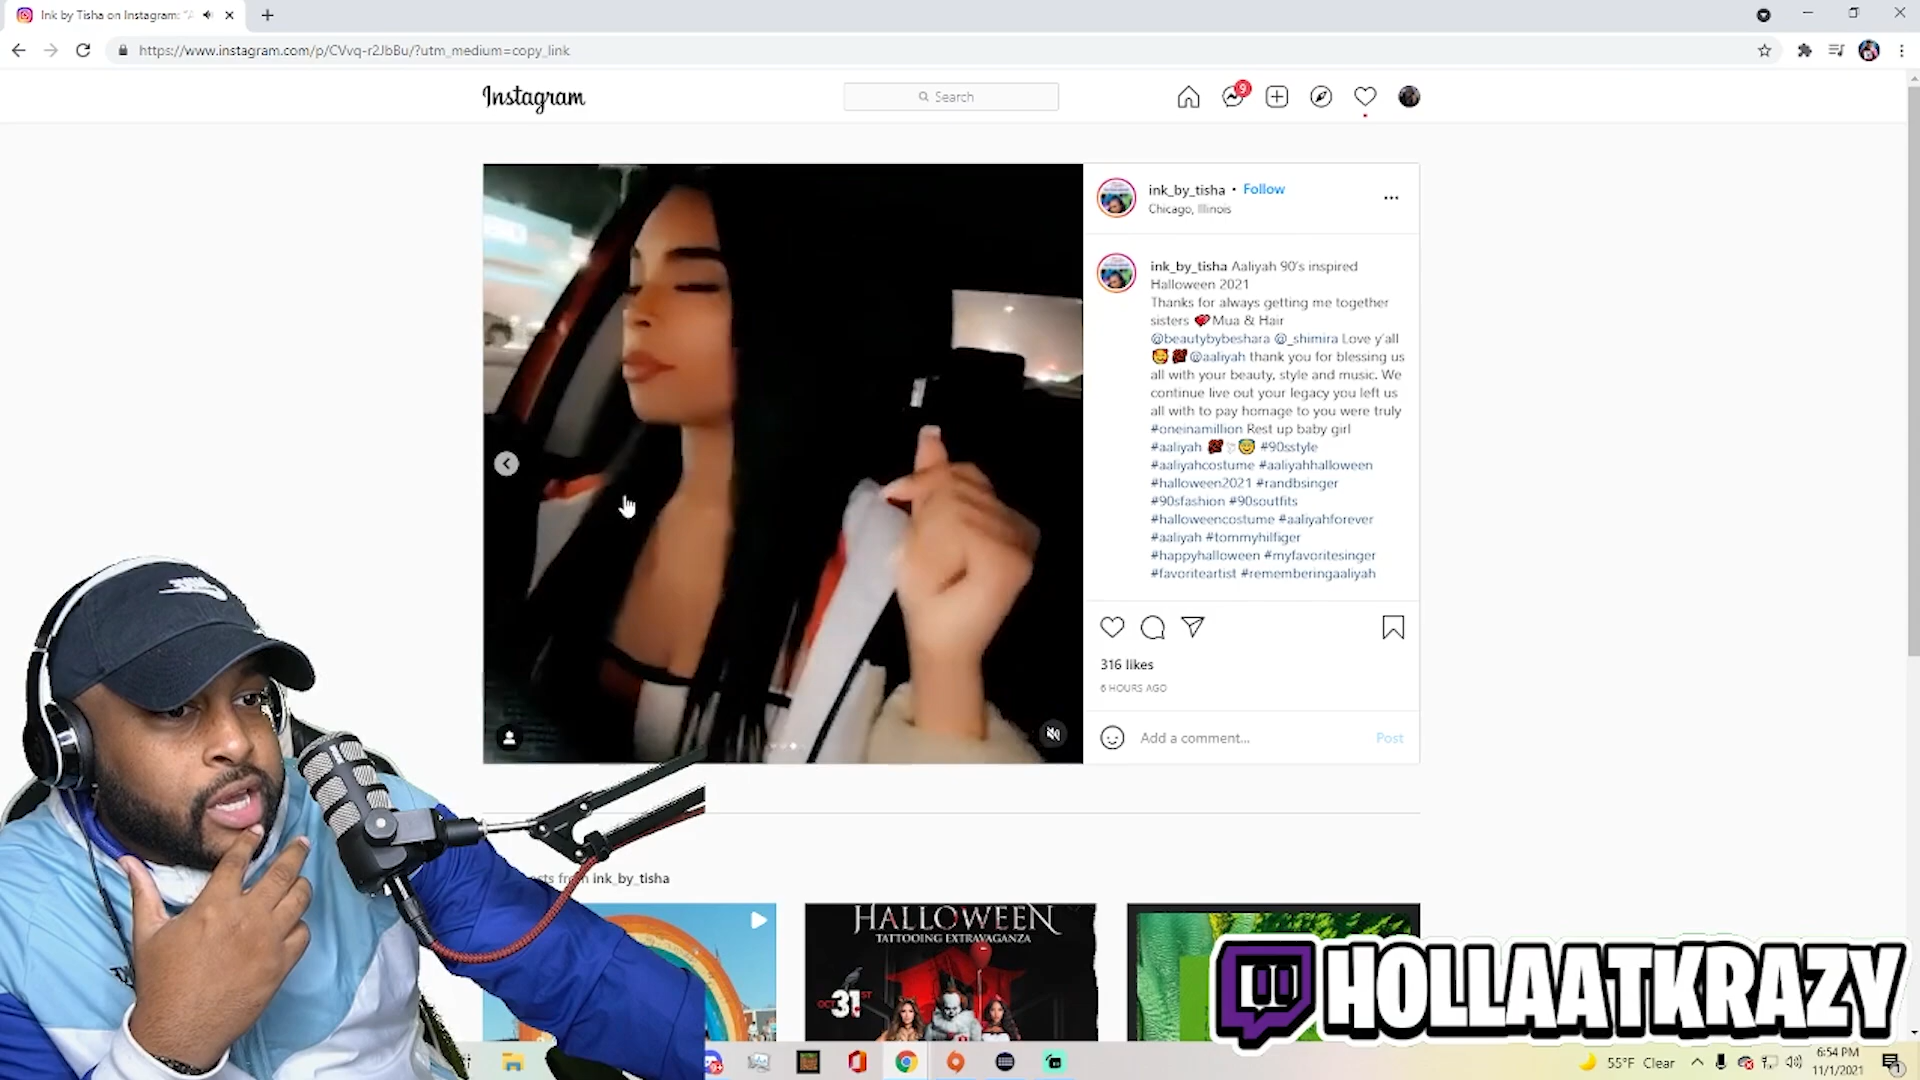 Ink by Tisha on Instagram: "A
https://www.instagram.com/p/CVvq-r2JbBu/?utm_medium=copy_link
Instagram
Search
9
ink_by_tisha • Follow
Chicago, Illinois
ink_by_tisha Aaliyah 90's inspired
Halloween 2021
Thanks for always getting me together
sisters 💖Mua & Hair
@beautybybeshara @_shimira Love y'all
@aaliyah thank you for blessing us
all with your beauty, style and music. We
continue live out your legacy you left us
all with to pay homage to you were truly
#oneinamillion Rest up baby girl
#aaliyah #90sstyle
#aaliyahcostume #aaliyahhalloween
#halloween2021 #randbsinger
#90sfashion #90soutfits
#halloweencostume #aaliyahforever
#aaliyah #tommyhilfiger
#happyhalloween #myfavoritesinger
#favoriteartist #rememberingaaliyah
316 likes
6 HOURS AGO
Add a comment...
Post
ink_by_tisha
HALLOWEEN
TATTOOING EXTRAVAGANZA
OCT 31ST
HOLLAATKRAZY
55°F Clear
6:54 PM
11/1/2021
1